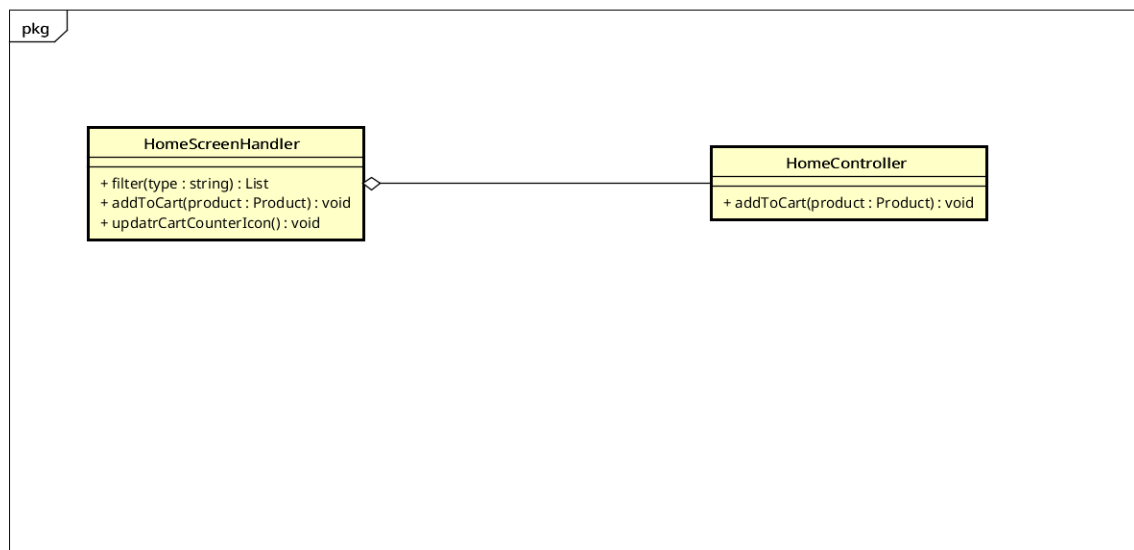 pkg
HomeScreenHandler
+ filter(type : string) : List
+ addToCart(product : Product) : void
+ updatrCartCounterIcon() : void
HomeController
+ addToCart(product : Product) : void